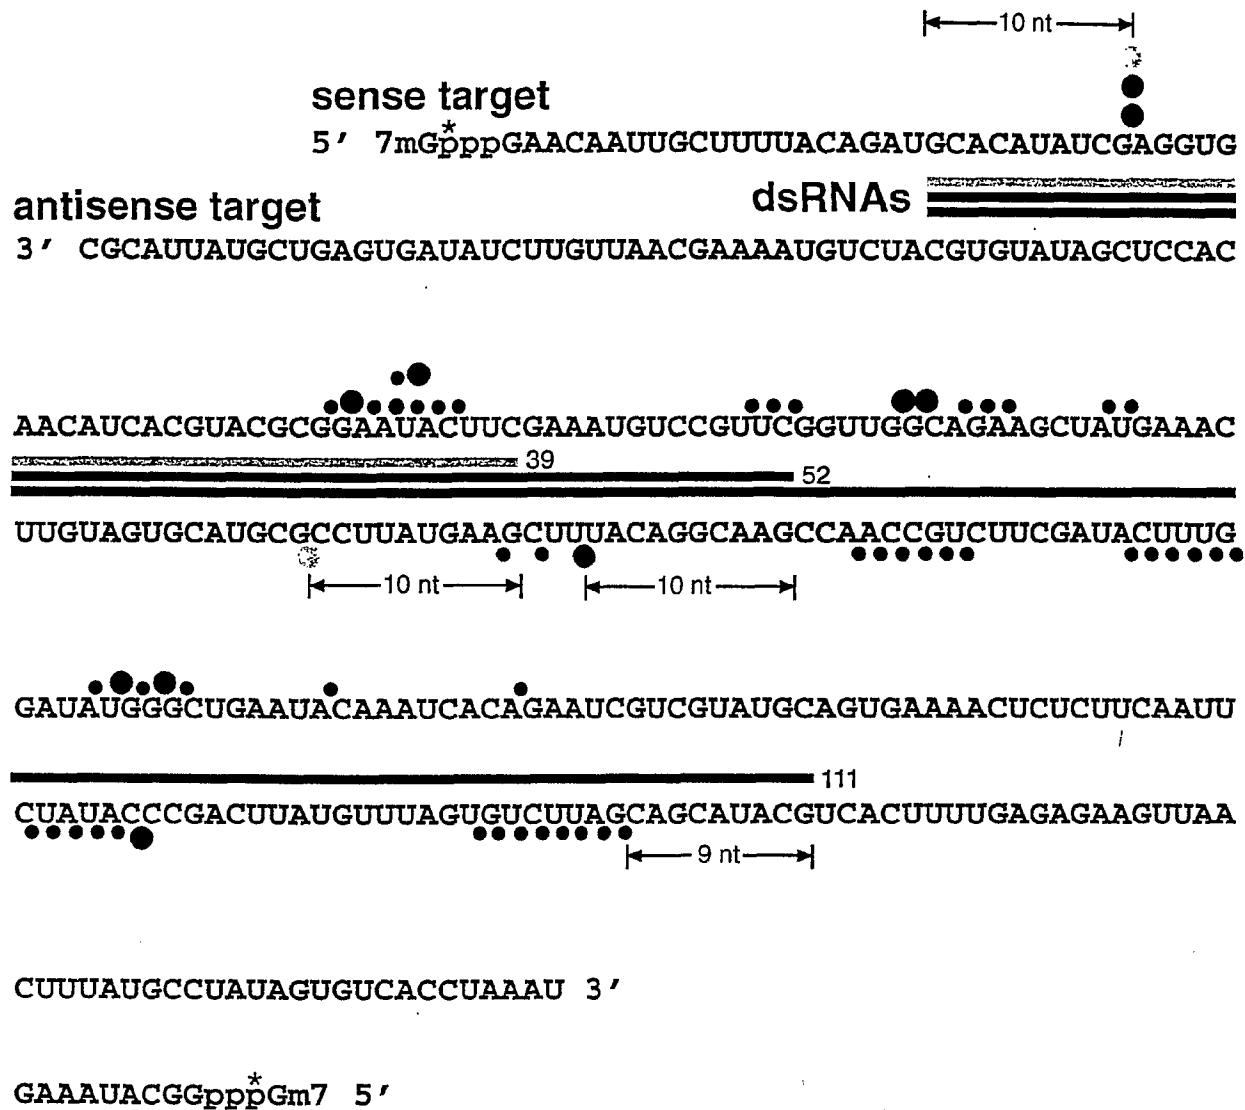 10 nt
sense target
5' 7mGpppGAACAAUUGCUUUUACAGAUGCACAUAUCGAGGUG
*
dsRNAs
antisense target
3' CGCAUUAUGCUGAGUGAUAUCUUGUUAACGAAAAUGUCUACGUGUAUAGCUCCAC
AACAUCACGUACGCGGAAUACUUCGAAAUGUCCGUUCGGUUGGCAGAAGCUAUGAAAC
39
52
UUGUAGUGCAUGCGCCUUAUGAAGCUUUACAGGCAAGCCAACCGUCUUCGAUACUUUG
10 nt
10 nt
GAUAUGGGCUGAAUACAAAUCACAGAAUCGUCGUAUGCAGUGAAAACUCUCUUCAAUU
111
CUAUACCCGACUUAUGUUUAGUGUCUUAGCAGCAUACGUCACUUUUGAGAGAAGUUAA
9 nt
CUUUAUGCCUAUAGUGUCACCUAAAU 3'
*
GAAAUACGGpppGm7 5'